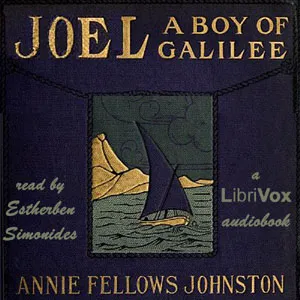 JOEL A BOY OF
GALILEE
read by
Estherben
Simonides
a
LibriVox
audiobook
ANNIE FELLOWS JOHNSTON